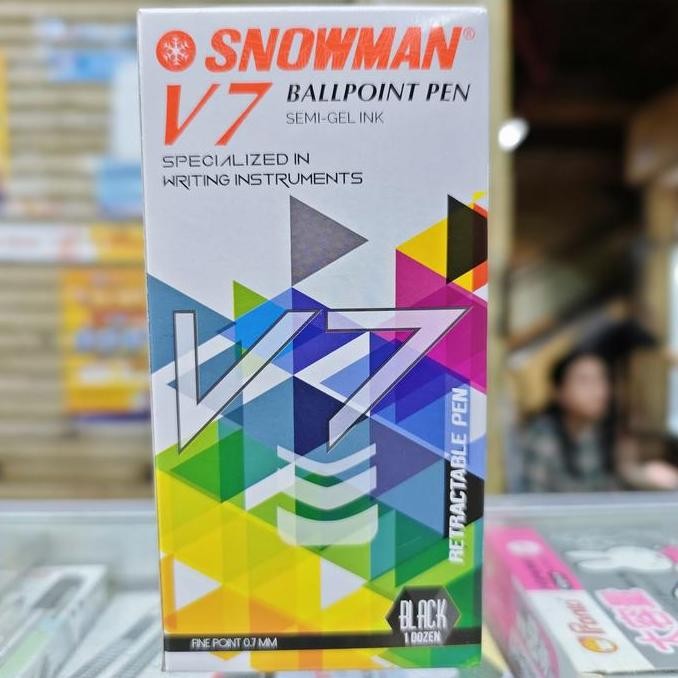 SNOWMAN®
V7 BALLPOINT PEN
SEMI-GEL INK
SPECIALIZED IN
WRITING INSTRUMENTS
V7
RETRACTABLE PEN
BLACK
1 DOZEN
FINE POINT 0.7 MM